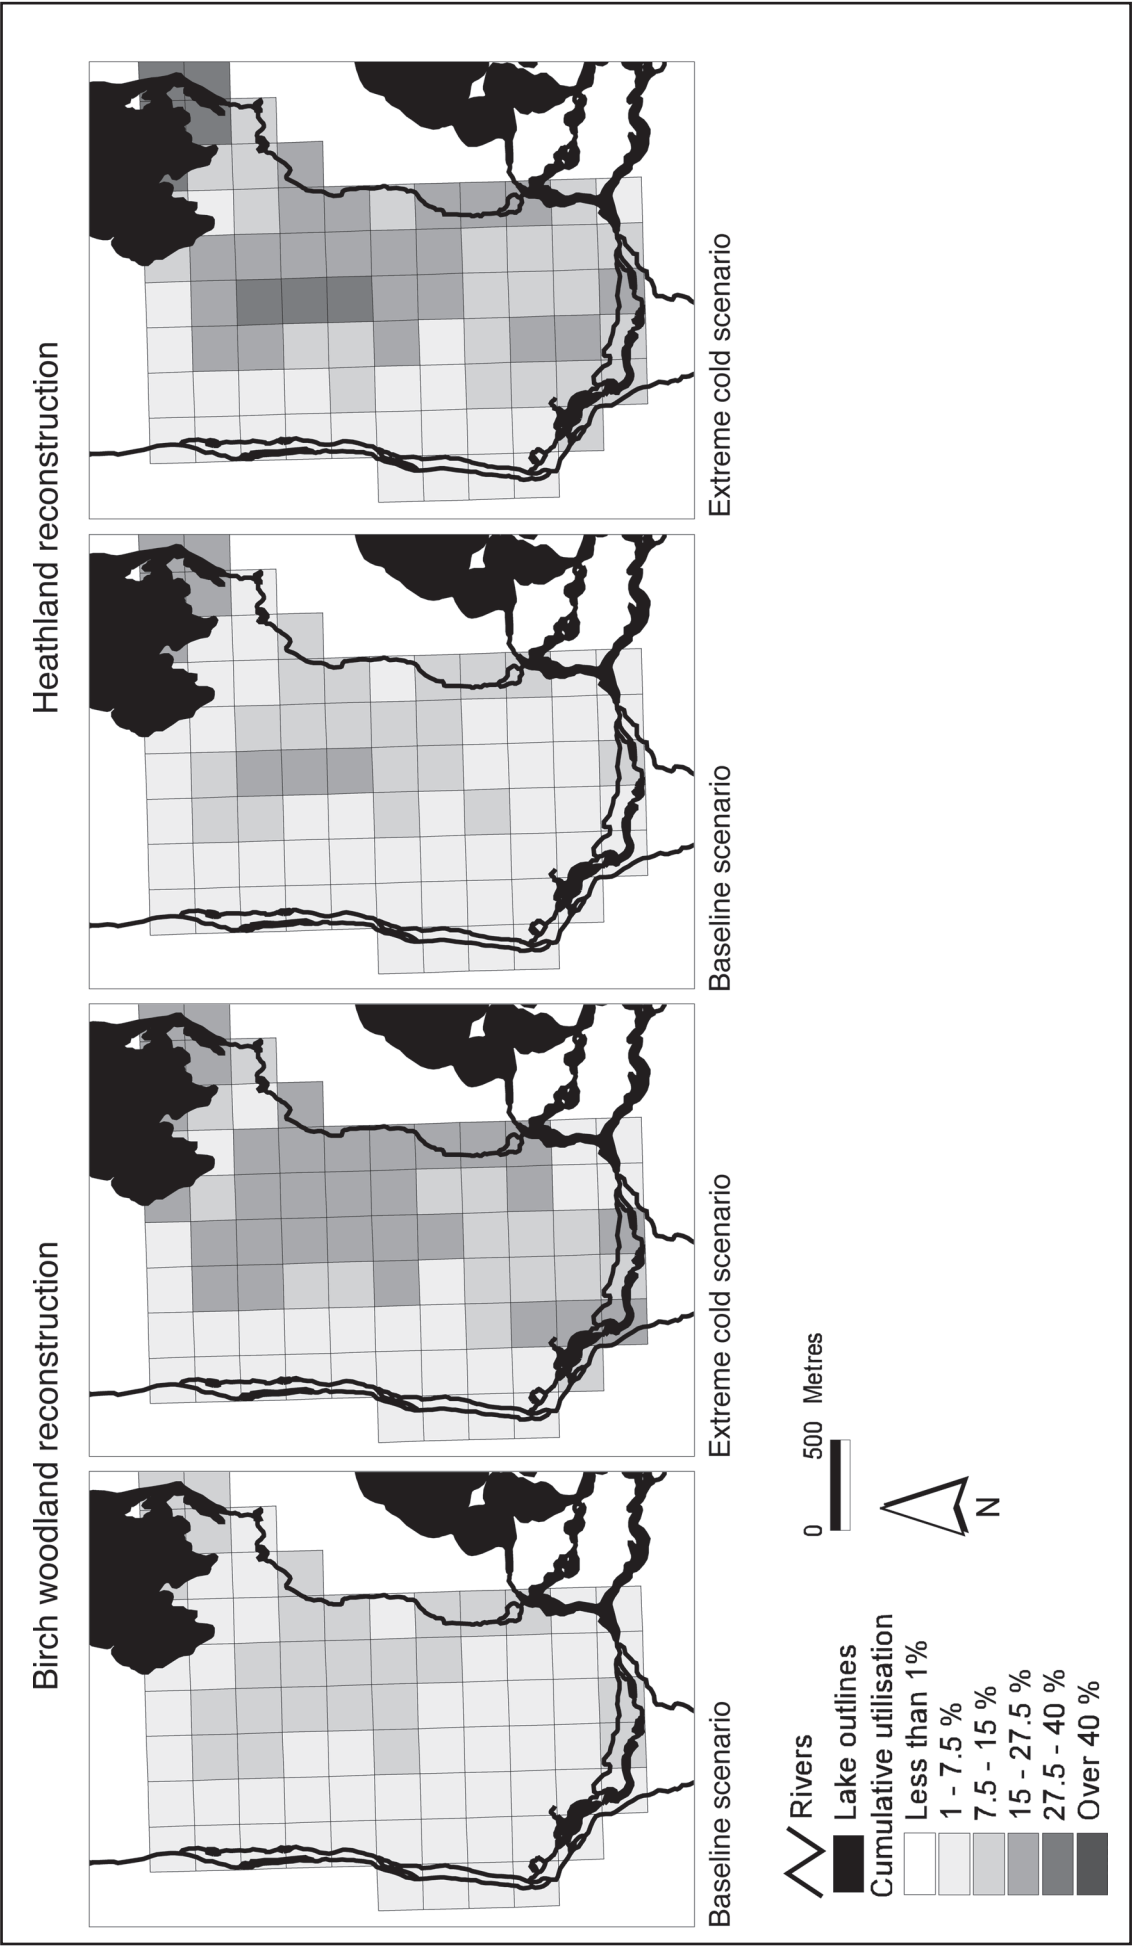 Birch woodland reconstruction
Heathland reconstruction
Baseline scenario
Extreme cold scenario
Baseline scenario
Extreme cold scenario
Rivers
Lake outlines
Cumulative utilisation
Less than 1%
1 - 7.5 %
7.5 - 15 %
15 - 27.5 %
27.5 - 40 %
Over 40 %
0 500 Metres
N